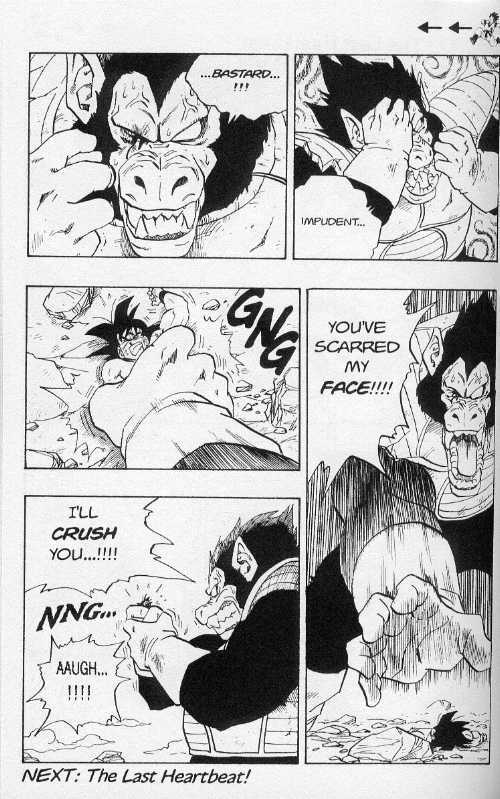 IMPUDENT...
...BASTARD...
!!!
YOU'VE
SCARRED
MY
FACE!!!!
GNG
I'LL
CRUSH
YOU...!!!!
NNG...
AAUGH...
!!!!
NEXT: The Last Heartbeat!